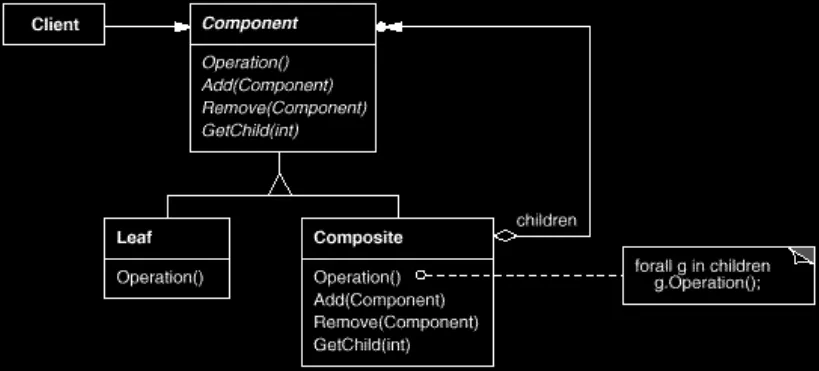 Client
Component
Operation()
Add(Component)
Remove(Component)
GetChild(int)
Leaf
Operation()
Composite
Operation()
Add(Component)
Remove(Component)
GetChild(int)
children
forall g in children
g.Operation();